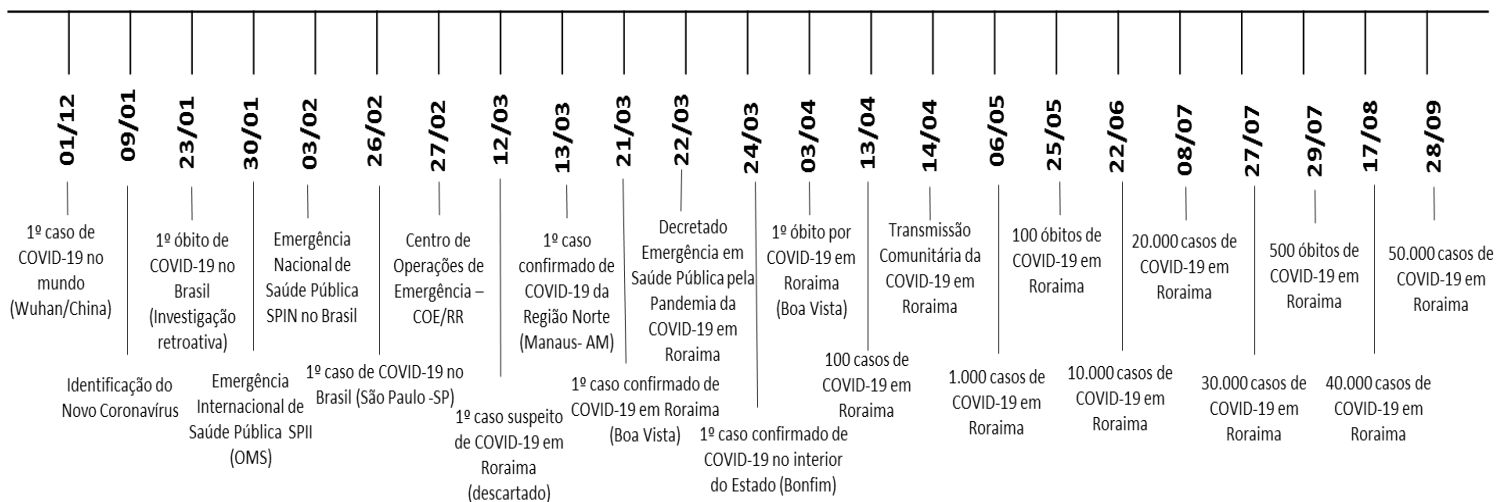 01/12
1º caso de
COVID-19 no
mundo
(Wuhan/China)
09/01
Identificação do
Novo Coronavírus
23/01
1º óbito de
COVID-19 no
Brasil
(Investigação
retroativa)
30/01
Emergência
Internacional de
Saúde Pública SPII
(OMS)
03/02
Emergência
Nacional de
Saúde Pública
SPIN no Brasil
26/02
1º caso de COVID-19 no
Brasil (São Paulo -SP)
27/02
Centro de
Operações de
Emergência –
COE/RR
12/03
1º caso suspeito
de COVID-19 em
Roraima
(descartado)
13/03
1º caso
confirmado de
COVID-19 da
Região Norte
(Manaus- AM)
21/03
1º caso confirmado de
COVID-19 em Roraima
(Boa Vista)
22/03
Decretado
Emergência em
Saúde Pública pela
Pandemia da
COVID-19 em
Roraima
24/03
1º caso confirmado de
COVID-19 no interior
do Estado (Bonfim)
03/04
1º óbito por
COVID-19 em
Roraima
(Boa Vista)
13/04
100 casos de
COVID-19 em
Roraima
14/04
Transmissão
Comunitária da
COVID-19 em
Roraima
06/05
1.000 casos de
COVID-19 em
Roraima
25/05
100 óbitos de
COVID-19 em
Roraima
22/06
10.000 casos de
COVID-19 em
Roraima
08/07
20.000 casos de
COVID-19 em
Roraima
27/07
30.000 casos de
COVID-19 em
Roraima
29/07
500 óbitos de
COVID-19 em
Roraima
17/08
40.000 casos de
COVID-19 em
Roraima
28/09
50.000 casos de
COVID-19 em
Roraima